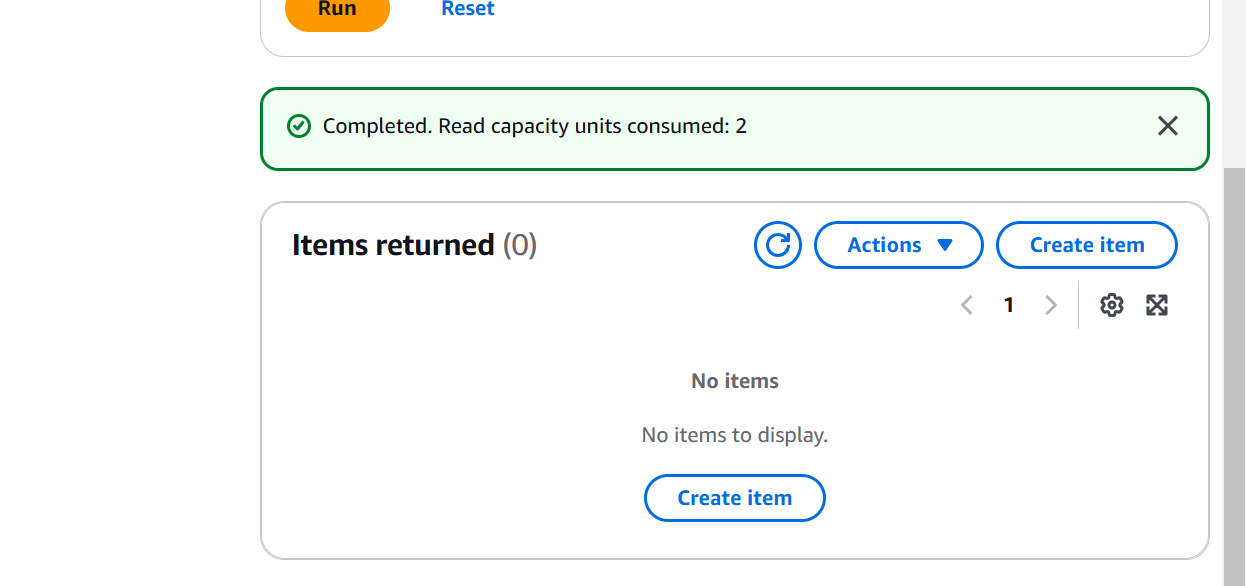 Run Reset
Completed. Read capacity units consumed: 2
Items returned (0) Actions Create item
1
No items
No items to display.
Create item